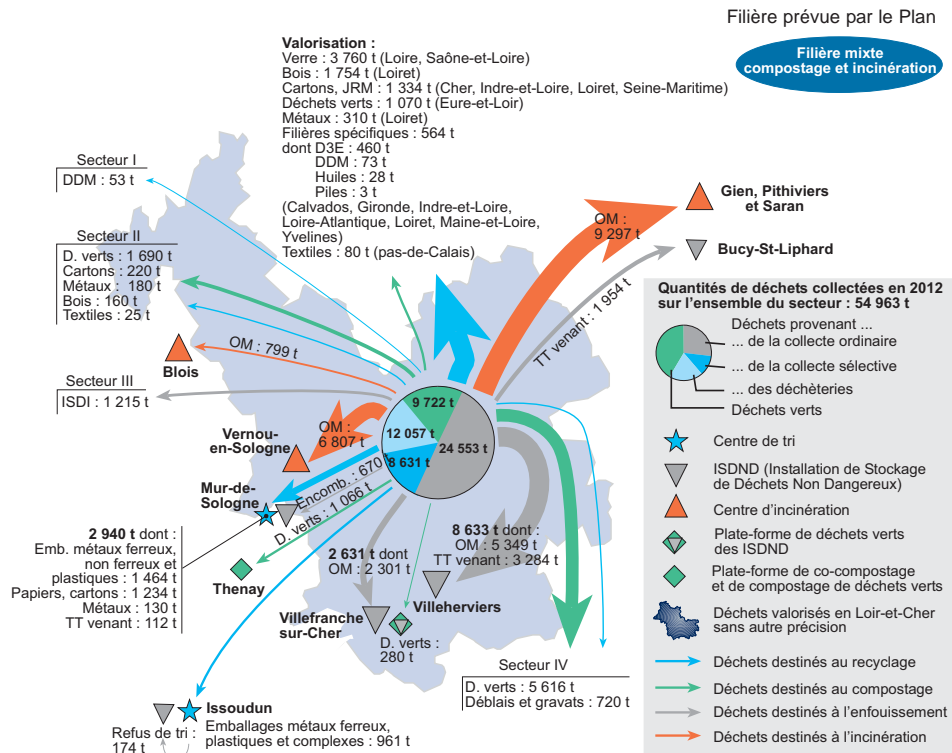 Filière prévue par le Plan
Filière mixte
compostage et incinération
Valorisation :
Verre : 3 760 t (Loire, Saône-et-Loire)
Bois : 1 754 t (Loiret)
Cartons, JRM : 1 334 t (Cher, Indre-et-Loire, Loiret, Seine-Maritime)
Déchets verts : 1 070 t (Eure-et-Loir)
Métaux : 310 t (Loiret)
Filières spécifiques : 564 t
dont D3E : 460 t
DDM : 73 t
Huiles : 28 t
Piles : 3 t
(Calvados, Gironde, Indre-et-Loire,
Loire-Atlantique, Loiret, Maine-et-Loire,
Yvelines)
Textiles : 80 t (pas-de-Calais)
Secteur I
DDM : 53 t
Secteur II
D. verts : 1 690 t
Cartons : 220 t
Métaux : 180 t
Bois : 160 t
Textiles : 25 t
OM : 799 t
Blois
Secteur III
ISDI : 1 215 t
OM :
9 297 t
Gien, Pithiviers
et Saran
Bucy-St-Liphard
TT venant : 1 954 t
9 722 t
12 057 t
8 631 t
24 553 t
OM :
6 807 t
Vernou-
en-Sologne
Mur-de-
Sologne
Encomb. : 670 t
D. verts : 1 066 t
2 940 t dont :
Emb. métaux ferreux,
non ferreux et
plastiques : 1 464 t
Papiers, cartons : 1 234 t
Métaux : 130 t
TT venant : 112 t
Thenay
2 631 t dont
OM : 2 301 t
8 633 t dont :
OM : 5 349 t
TT venant : 3 284 t
Villefranche
sur-Cher
Villeherviers
D. verts :
280 t
Secteur IV
D. verts : 5 616 t
Déblais et gravats : 720 t
Issoudun
Emballages métaux ferreux,
plastiques et complexes : 961 t
Refus de tri :
174 t
Quantités de déchets collectées en 2012
sur l'ensemble du secteur : 54 963 t
Déchets provenant ...
... de la collecte ordinaire
... de la collecte sélective
... des déchèteries
Déchets verts
Centre de tri
ISDND (Installation de Stockage
de Déchets Non Dangereux)
Centre d'incinération
Plate-forme de déchets verts
des ISDND
Plate-forme de co-compostage
et de compostage de déchets verts
Déchets valorisés en Loir-et-Cher
sans autre précision
Déchets destinés au recyclage
Déchets destinés au compostage
Déchets destinés à l'enfouissement
Déchets destinés à l'incinération